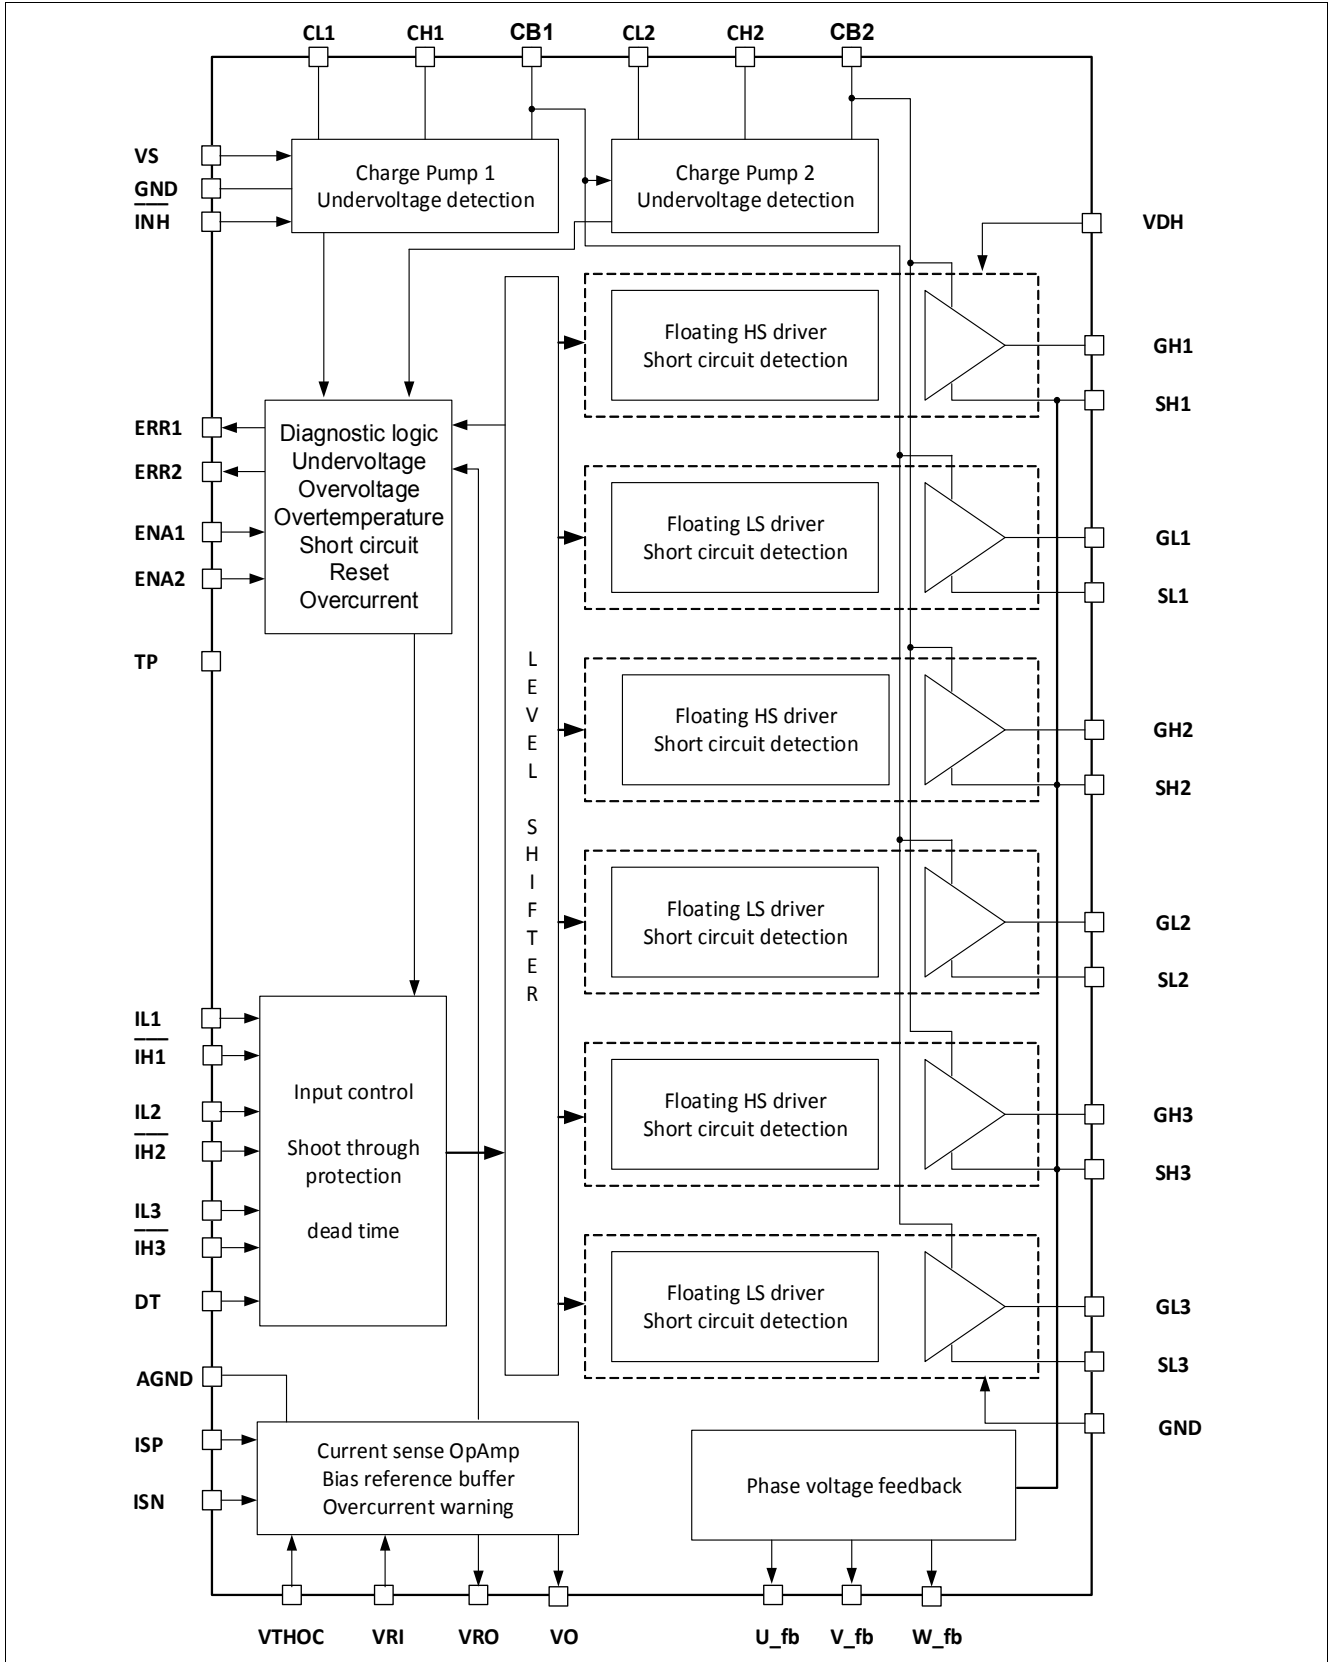 CL1 CH1 CB1 CL2 CH2 CB2
VS
GND
INH
Charge Pump 1
Undervoltage detection
Charge Pump 2
Undervoltage detection
VDH
Floating HS driver
Short circuit detection
GH1
SH1
ERR1
ERR2
ENA1
ENA2
TP
Diagnostic logic
Undervoltage
Overvoltage
Overtemperature
Short circuit
Reset
Overcurrent
Floating LS driver
Short circuit detection
GL1
SL1
LEVEL SHIFTER
Floating HS driver
Short circuit detection
GH2
SH2
Floating LS driver
Short circuit detection
GL2
SL2
IL1
IH1
IL2
IH2
IL3
IH3
DT
Input control
Shoot through
protection
dead time
Floating HS driver
Short circuit detection
GH3
SH3
Floating LS driver
Short circuit detection
GL3
SL3
GND
AGND
ISP
ISN
Current sense OpAmp
Bias reference buffer
Overcurrent warning
Phase voltage feedback
VTHOC VRI VRO VO U_fb V_fb W_fb